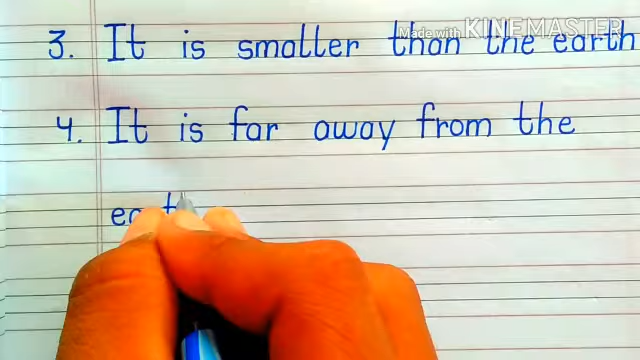 Made with KINEMASTER
3. It is smaller than the earth
4. It is far away from the